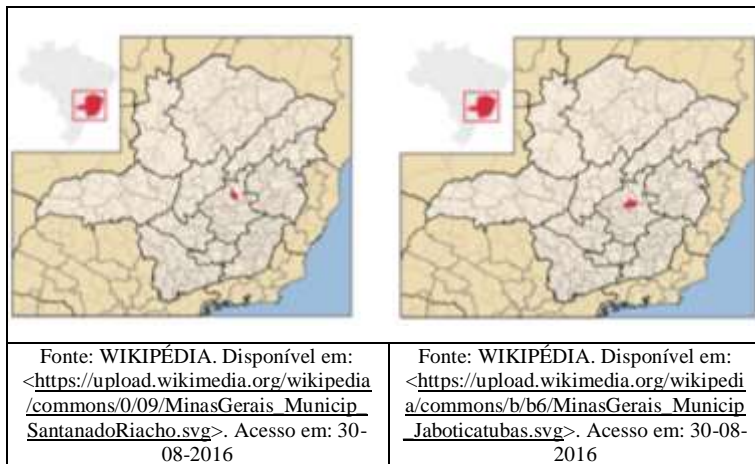 Fonte: WIKIPÉDIA. Disponível em:
<https://upload.wikimedia.org/wikipedia
/commons/0/09/MinasGerais_Municip_
SantanadoRiacho.svg>. Acesso em: 30-
08-2016
Fonte: WIKIPÉDIA. Disponível em:
<https://upload.wikimedia.org/wikipedi
a/commons/b/b6/MinasGerais_Municip
_Jaboticatubas.svg>. Acesso em: 30-08-
2016